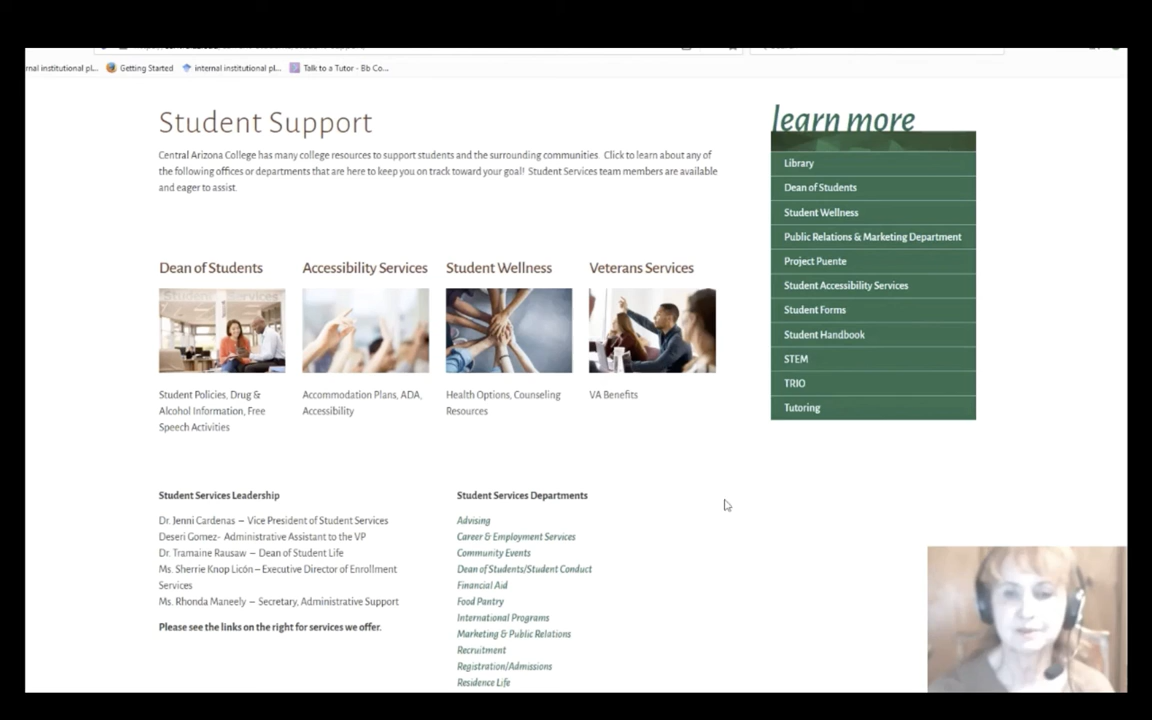 Getting Started
internal institutional pl...
Talk to a Tutor - Bb Co...
Student Support
Central Arizona College has many college resources to support students and the surrounding communities. Click to learn about any of
the following offices or departments that are here to keep you on track toward your goal! Student Services team members are available
and eager to assist.
learn more
Library
Dean of Students
Student Wellness
Public Relations & Marketing Department
Project Puente
Student Accessibility Services
Student Forms
Student Handbook
STEM
TRIO
Tutoring
Dean of Students
Accessibility Services
Student Wellness
Veterans Services
Student Policies, Drug &
Alcohol Information, Free
Speech Activities
Accommodation Plans, ADA,
Accessibility
Health Options, Counseling
Resources
VA Benefits
Student Services Leadership
Dr. Jenni Cardenas – Vice President of Student Services
Deseri Gomez- Administrative Assistant to the VP
Dr. Tramaine Rausaw – Dean of Student Life
Ms. Sherrie Knop Licón – Executive Director of Enrollment
Services
Ms. Rhonda Maneely – Secretary, Administrative Support
Please see the links on the right for services we offer.
Student Services Departments
Advising
Career & Employment Services
Community Events
Dean of Students/Student Conduct
Financial Aid
Food Pantry
International Programs
Marketing & Public Relations
Recruitment
Registration/Admissions
Residence Life